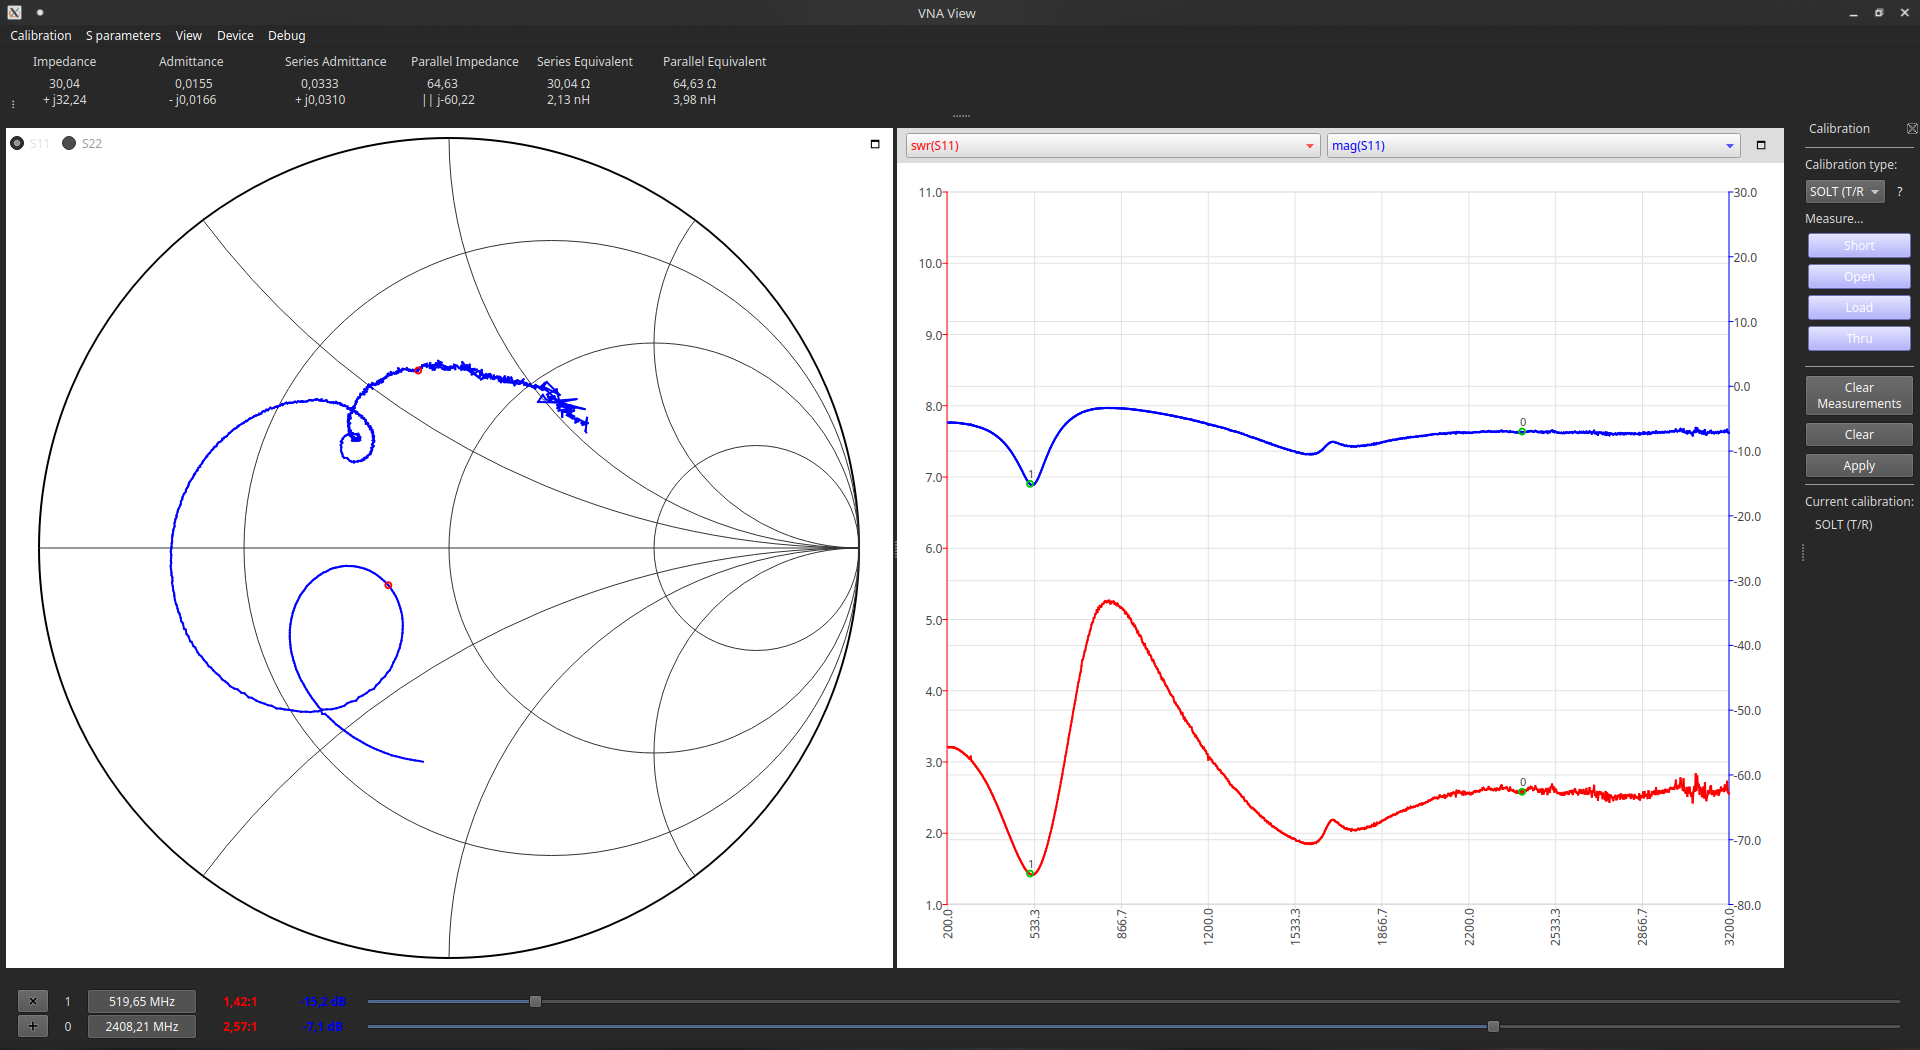 VNA View
Calibration S parameters View Device Debug
Impedance Admittance Series Admittance Parallel Impedance Series Equivalent Parallel Equivalent
30,04 0,0155 0,0333 64,63 30,04 Ω 64,63 Ω
+ j32,24 - j0,0166 + j0,0310 || j-60,22 2,13 nH 3,98 nH
S11 S22
swr(S11) mag(S11)
11.0
10.0
9.0
8.0
7.0
6.0
5.0
4.0
3.0
2.0
1.0
30.0
20.0
10.0
0.0
-10.0
-20.0
-30.0
-40.0
-50.0
-60.0
-70.0
-80.0
0
1
0
1
200.0 533.3 866.7 1200.0 1533.3 1866.7 2200.0 2533.3 2866.7 3200.0
Calibration
Calibration type:
SOLT (T/R ?
Measure...
Short
Open
Load
Thru
Clear
Measurements
Clear
Apply
Current calibration:
SOLT (T/R)
× 1 519,65 MHz 1,42:1 -15,2 dB
+ 0 2408,21 MHz 2,57:1 -7,1 dB